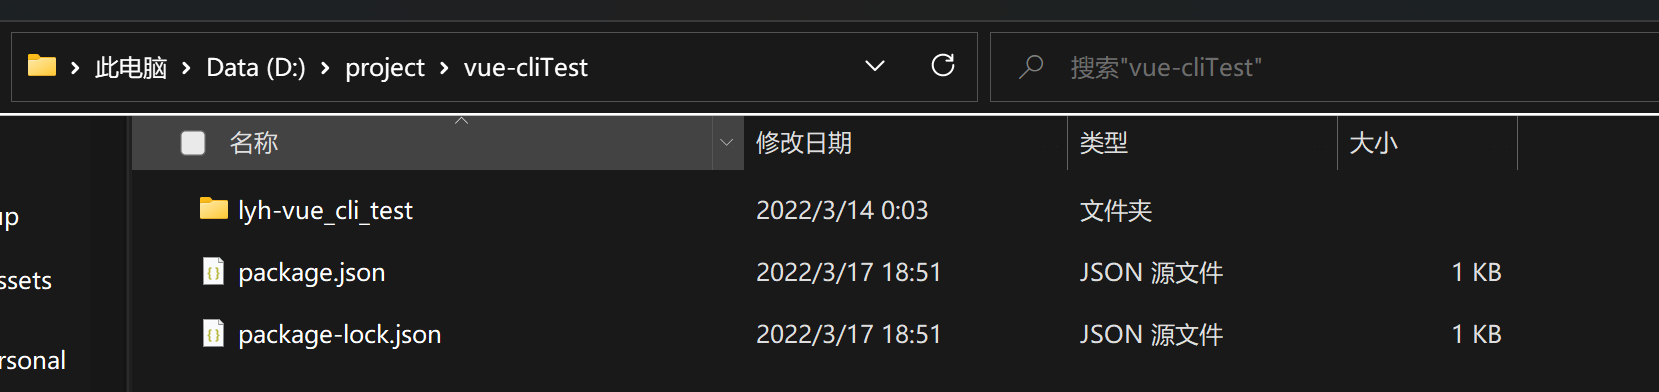 此电脑 > Data (D:) > project > vue-cliTest
搜索"vue-cliTest"
名称 修改日期 类型 大小
lyh-vue_cli_test 2022/3/14 0:03 文件夹
package.json 2022/3/17 18:51 JSON 源文件 1 KB
package-lock.json 2022/3/17 18:51 JSON 源文件 1 KB
up
ssets
rsonal